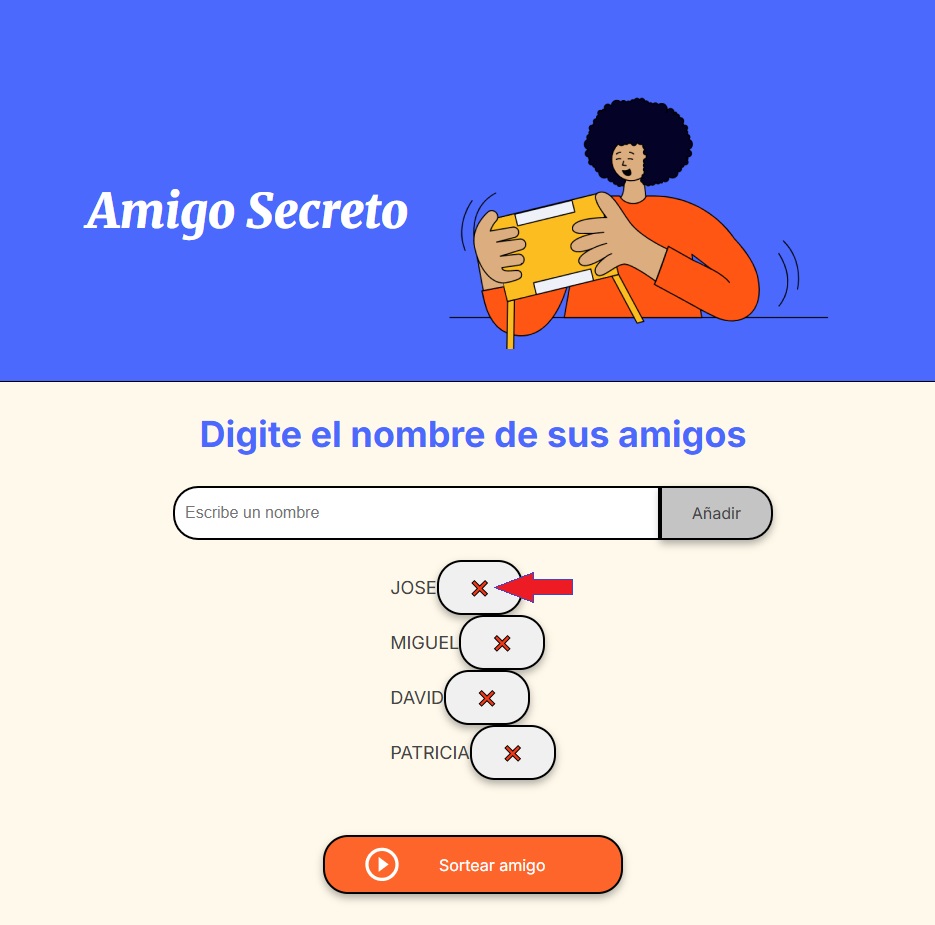 Amigo Secreto
Digite el nombre de sus amigos
Escribe un nombre Añadir
JOSE
MIGUEL
DAVID
PATRICIA
Sortear amigo